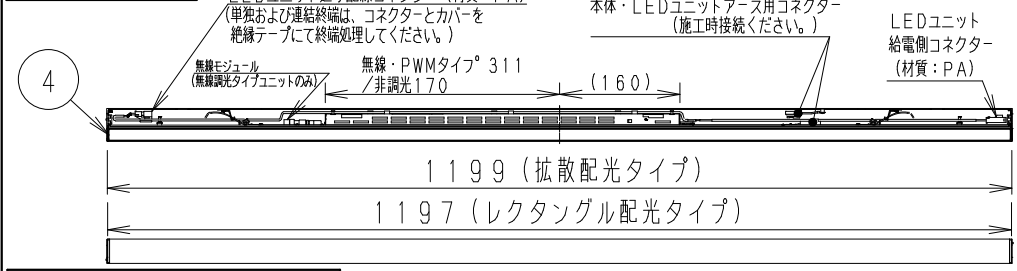 (単独および連結終端は、コネクターとカバーを
絶縁テープにて終端処理してください。)
本体・LEDユニットアース用コネクター
(施工時接続ください。)
LEDユニット
給電側コネクター
(材質:PA)
4
無線モジュール
(無線調光タイプユニットのみ)
無線・PWMタイプ 311
/非調光170
(160)
1199(拡散配光タイプ)
1197(レクタングル配光タイプ)